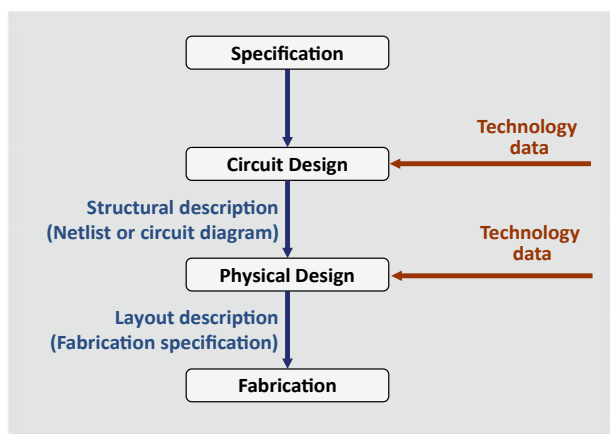 Specification
Technology
data
Circuit Design
Structural description
(Netlist or circuit diagram)
Technology
data
Physical Design
Layout description
(Fabrication specification)
Fabrication